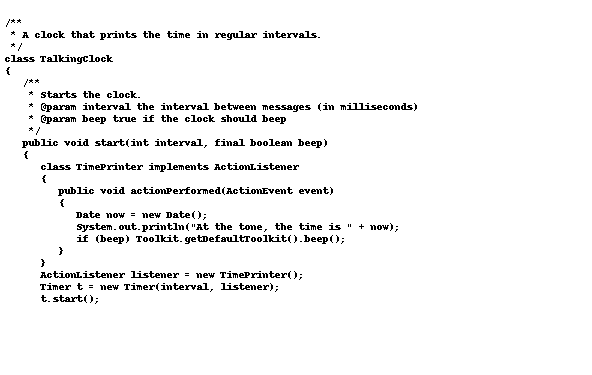 /**
 * A clock that prints the time in regular intervals.
 */
class TalkingClock
{
   /**
    * Starts the clock.
    * @param interval the interval between messages (in milliseconds)
    * @param beep true if the clock should beep
    */
   public void start(int interval, final boolean beep)
   {
      class TimePrinter implements ActionListener
      {
         public void actionPerformed(ActionEvent event)
         {
            Date now = new Date();
            System.out.println("At the tone, the time is " + now);
            if (beep) Toolkit.getDefaultToolkit().beep();
         }
      }
      ActionListener listener = new TimePrinter();
      Timer t = new Timer(interval, listener);
      t.start();